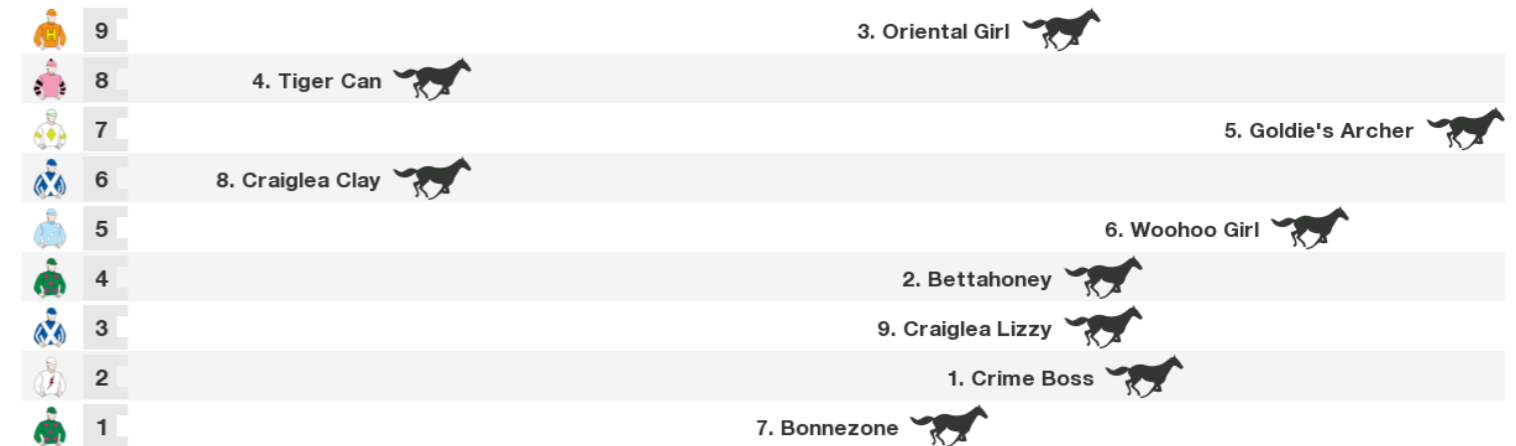 9 3. Oriental Girl
8 4. Tiger Can
7 5. Goldie's Archer
6 8. Craiglea Clay
5 6. Woohoo Girl
4 2. Bettahoney
3 9. Craiglea Lizzy
2 1. Crime Boss
1 7. Bonnezone
H